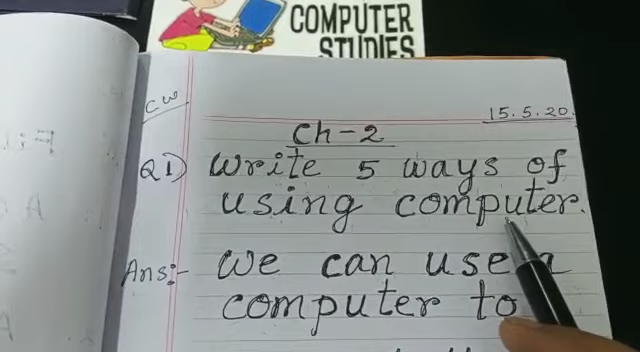 COMPUTER
STUDIES
CW
15.5.20.
Ch-2
Q1) Write 5 ways of
using computer.
Ans:- We can use a
computer to